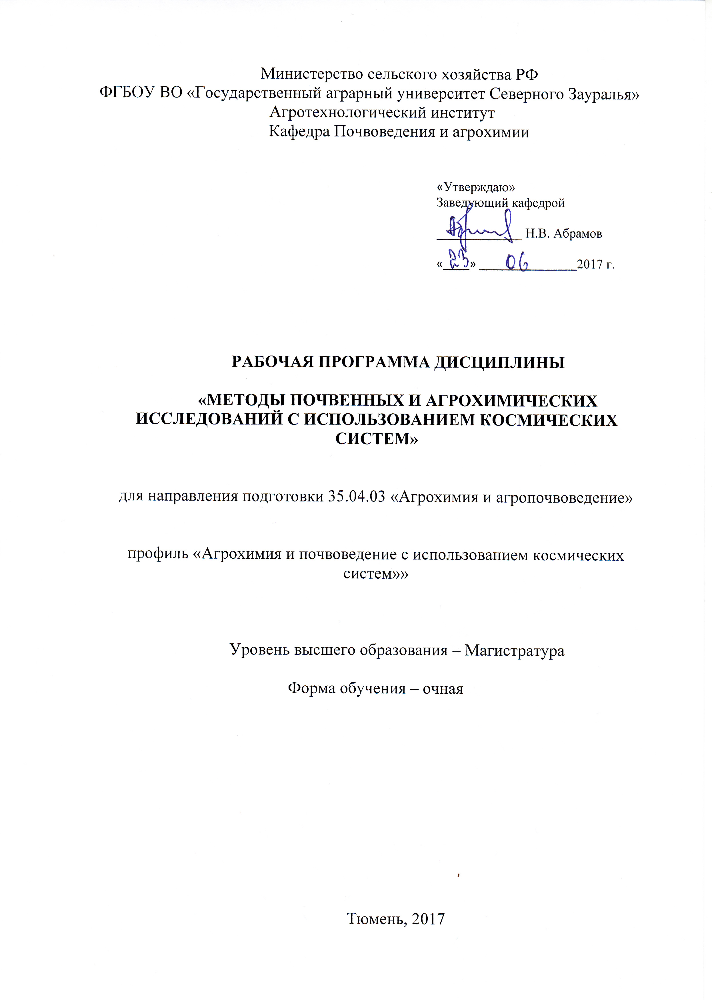 Министерство сельского хозяйства РФ
ФГБОУ ВО «Государственный аграрный университет Северного Зауралья»
Агротехнологический институт
Кафедра Почвоведения и агрохимии
«Утверждаю»
Заведующий кафедрой
_____________ Н.В. Абрамов
«23» 06 2017 г.
РАБОЧАЯ ПРОГРАММА ДИСЦИПЛИНЫ
«МЕТОДЫ ПОЧВЕННЫХ И АГРОХИМИЧЕСКИХ
ИССЛЕДОВАНИЙ С ИСПОЛЬЗОВАНИЕМ КОСМИЧЕСКИХ
СИСТЕМ»
для направления подготовки 35.04.03 «Агрохимия и агропочвоведение»
профиль «Агрохимия и почвоведение с использованием космических
систем»»
Уровень высшего образования – Магистратура
Форма обучения – очная
Тюмень, 2017